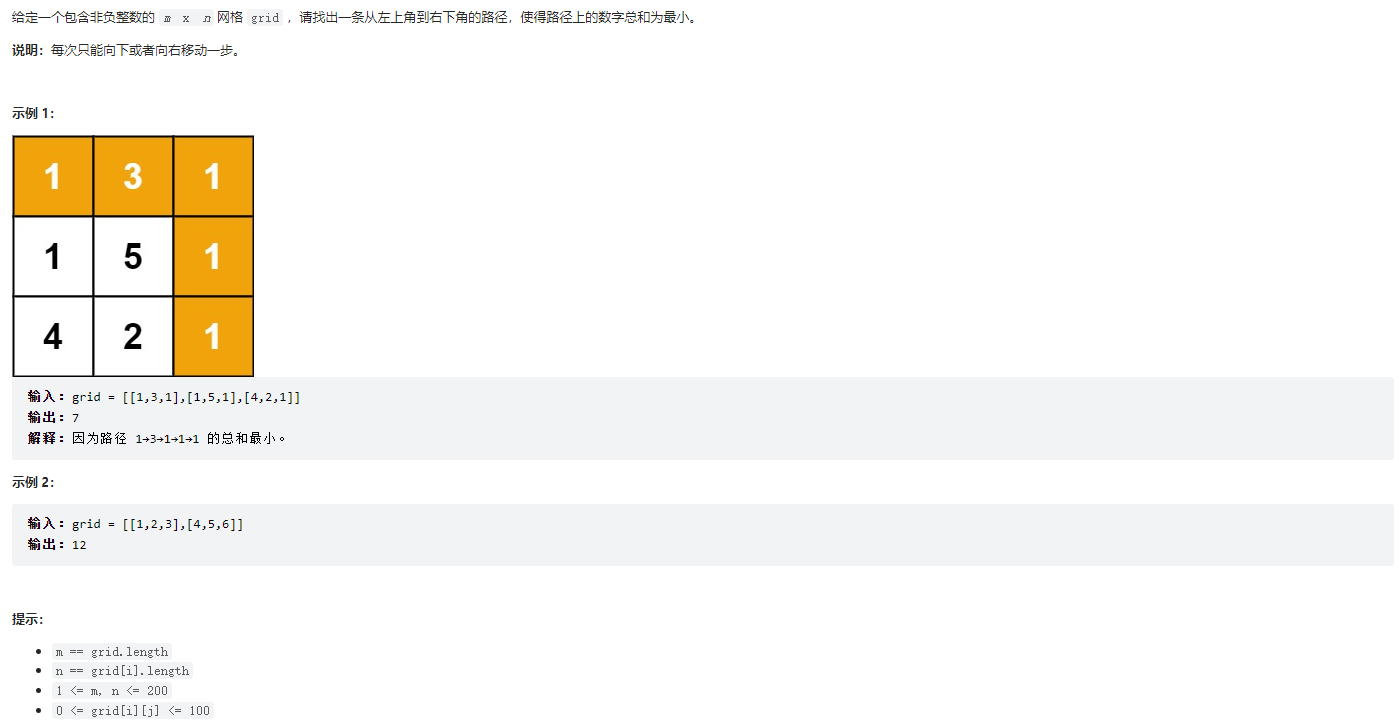 给定一个包含非负整数的 m x n 网格 grid ，请找出一条从左上角到右下角的路径，使得路径上的数字总和为最小。
说明：每次只能向下或者向右移动一步。
示例 1：
1 3 1
1 5 1
4 2 1
输入：grid = [[1,3,1],[1,5,1],[4,2,1]]
输出：7
解释：因为路径 1→3→1→1→1 的总和最小。
示例 2：
输入：grid = [[1,2,3],[4,5,6]]
输出：12
提示：
• m == grid.length
• n == grid[i].length
• 1 <= m, n <= 200
• 0 <= grid[i][j] <= 100